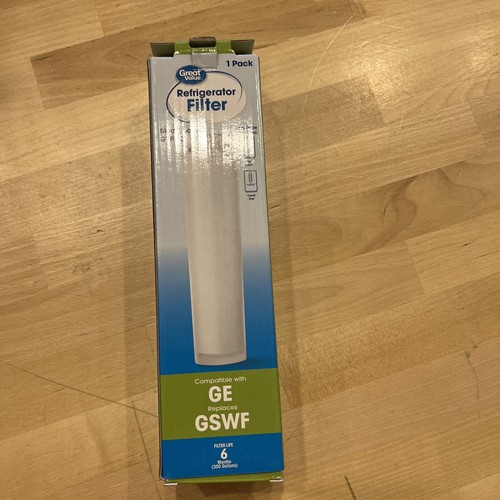 Great
Value
1 Pack
Refrigerator
Filter
Compatible with
GE
Replaces
GSWF
FILTER LIFE
6
Months
(300 Gallons)